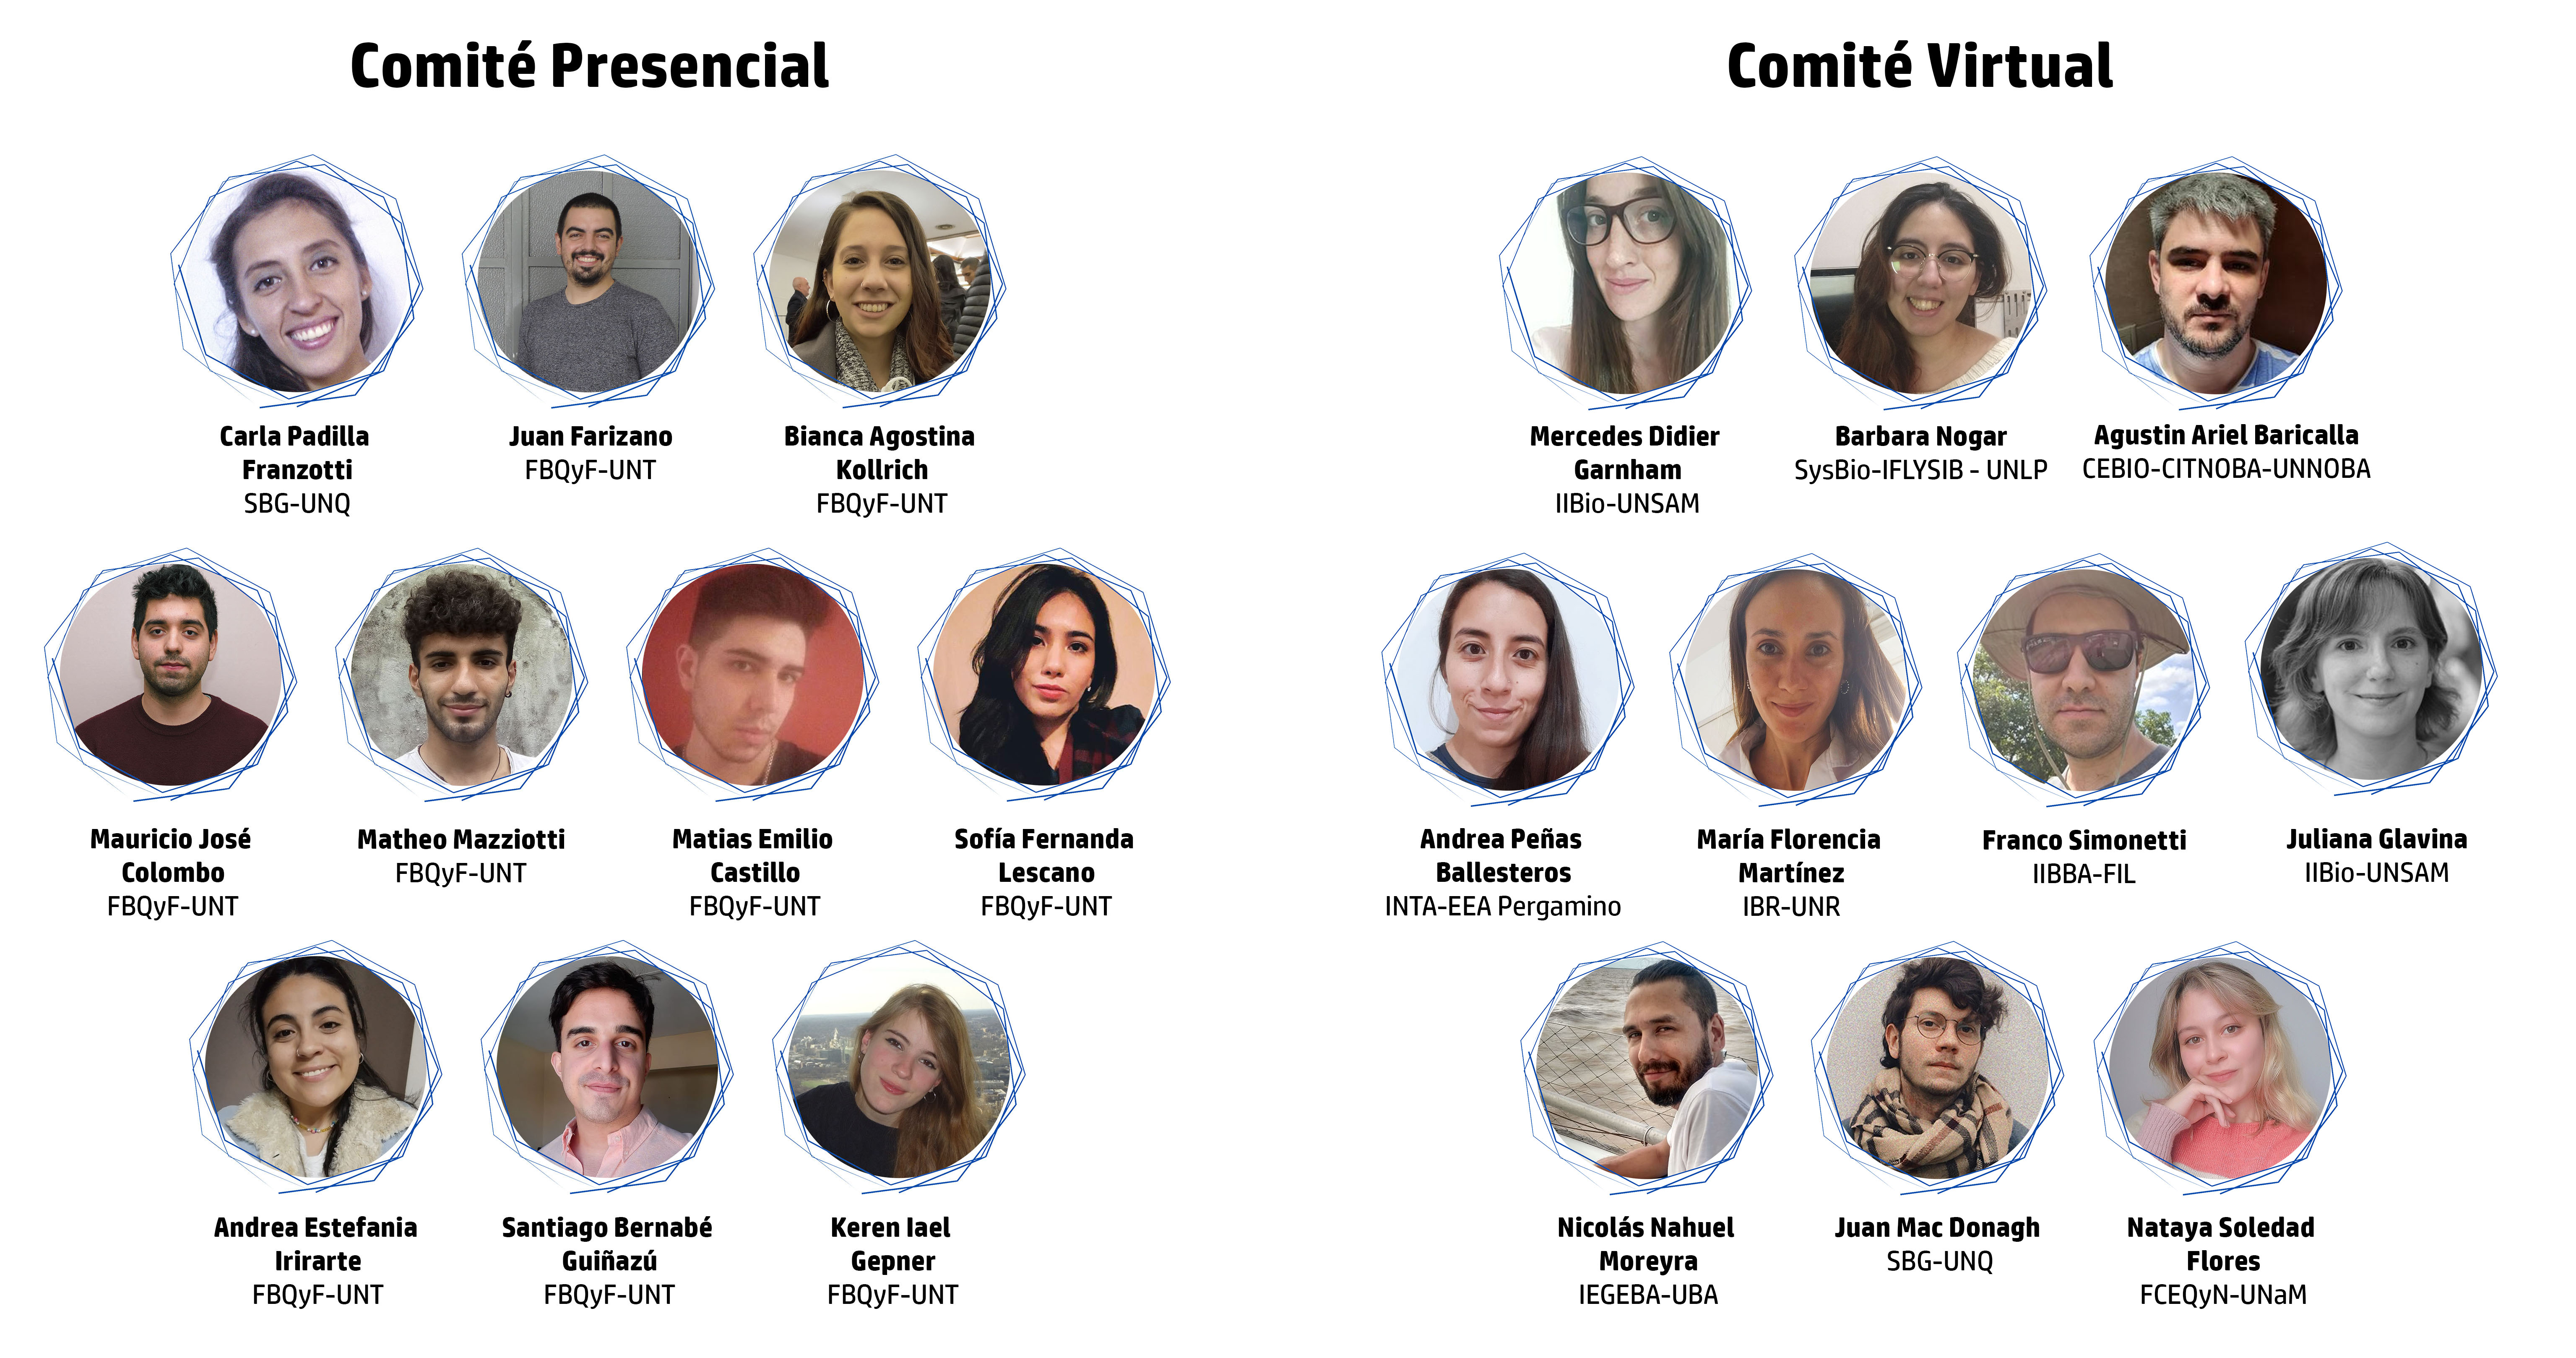 Comité Presencial
Carla Padilla
Franzotti
SBG-UNQ
Juan Farizano
FBQyF-UNT
Bianca Agostina
Kollrich
FBQyF-UNT
Mauricio José
Colombo
FBQyF-UNT
Matheo Mazziotti
FBQyF-UNT
Matias Emilio
Castillo
FBQyF-UNT
Sofía Fernanda
Lescano
FBQyF-UNT
Andrea Estefania
Irirarte
FBQyF-UNT
Santiago Bernabé
Guiñazú
FBQyF-UNT
Keren Iael
Gepner
FBQyF-UNT
Comité Virtual
Mercedes Didier
Garnham
IIBio-UNSAM
Barbara Nogar
SysBio-IFLYSIB - UNLP
Agustin Ariel Baricalla
CEBIO-CITNOBA-UNNOBA
Andrea Peñas
Ballesteros
INTA-EEA Pergamino
María Florencia
Martínez
IBR-UNR
Franco Simonetti
IIBBA-FIL
Juliana Glavina
IIBio-UNSAM
Nicolás Nahuel
Moreyra
IEGEBA-UBA
Juan Mac Donagh
SBG-UNQ
Nataya Soledad
Flores
FCEQyN-UNaM